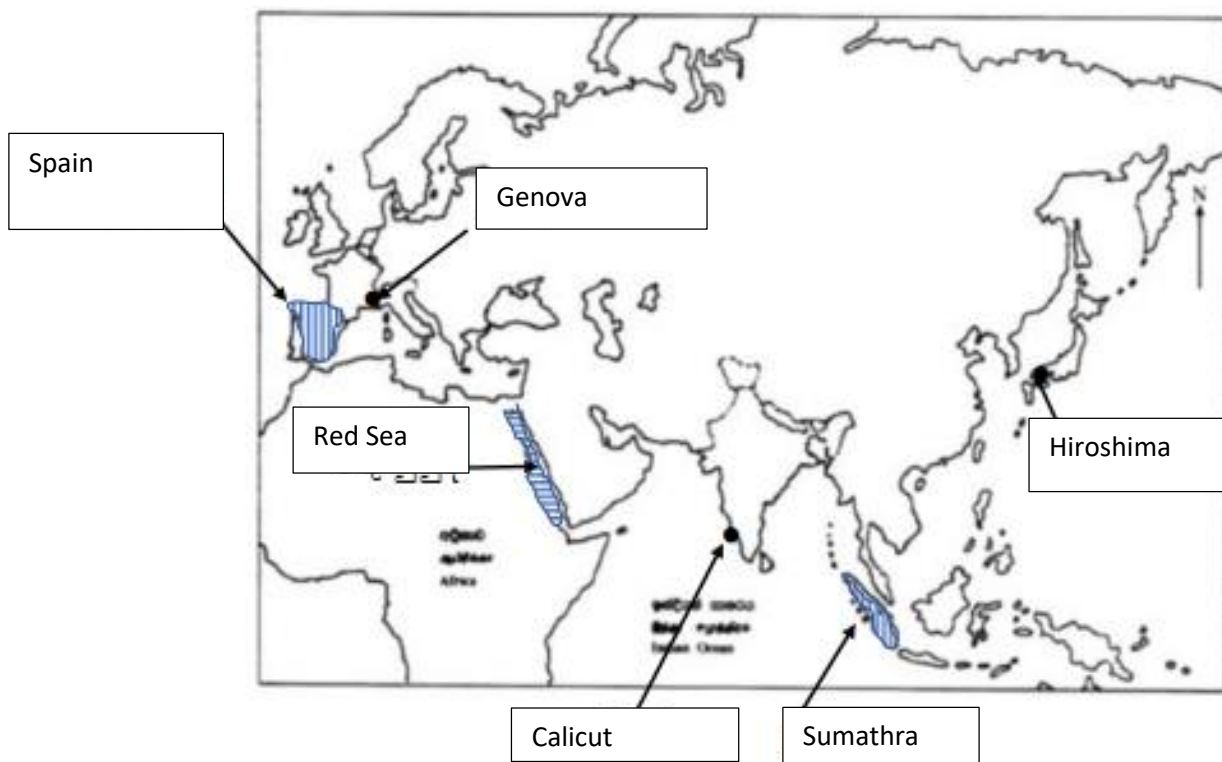 Spain
Genova
N
Red Sea
Hiroshima
Africa
Indian Ocean
Calicut
Sumathra